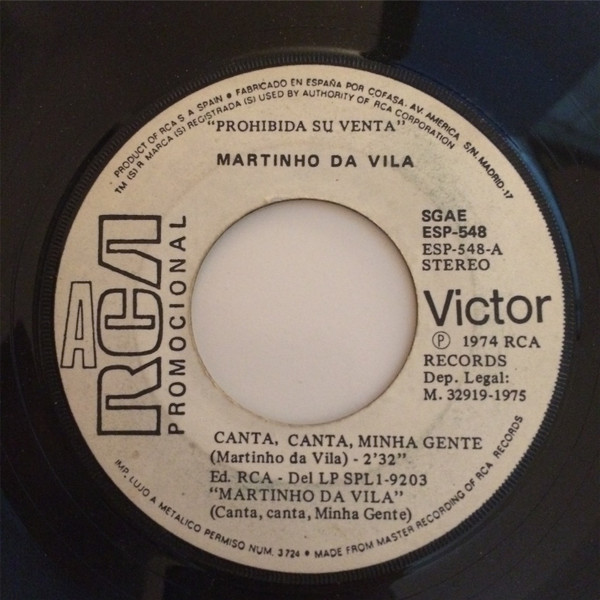 PRODUCT OF RCA S A SPAIN • FABRICADO EN ESPAÑA POR COFASA. AV. AMERICA S/N. MADRID-17
TM (S) R MARCA (S) REGISTRADA (S) USED BY AUTHORITY OF RCA CORPORATION
"PROHIBIDA SU VENTA"
MARTINHO DA VILA
SGAE
ESP-548
ESP-548-A
STEREO
A
RCA
PROMOCIONAL
Victor
Ⓟ 1974 RCA
RECORDS
Dep. Legal:
M. 32919-1975
CANTA, CANTA, MINHA GENTE
(Martinho da Vila) - 2'32"
Ed. RCA - Del LP SPL1-9203
"MARTINHO DA VILA"
(Canta, canta, Minha Gente)
IMP. LUJO A METALICO PERMISO NUM. 3724 • MADE FROM MASTER RECORDING OF RCA RECORDS